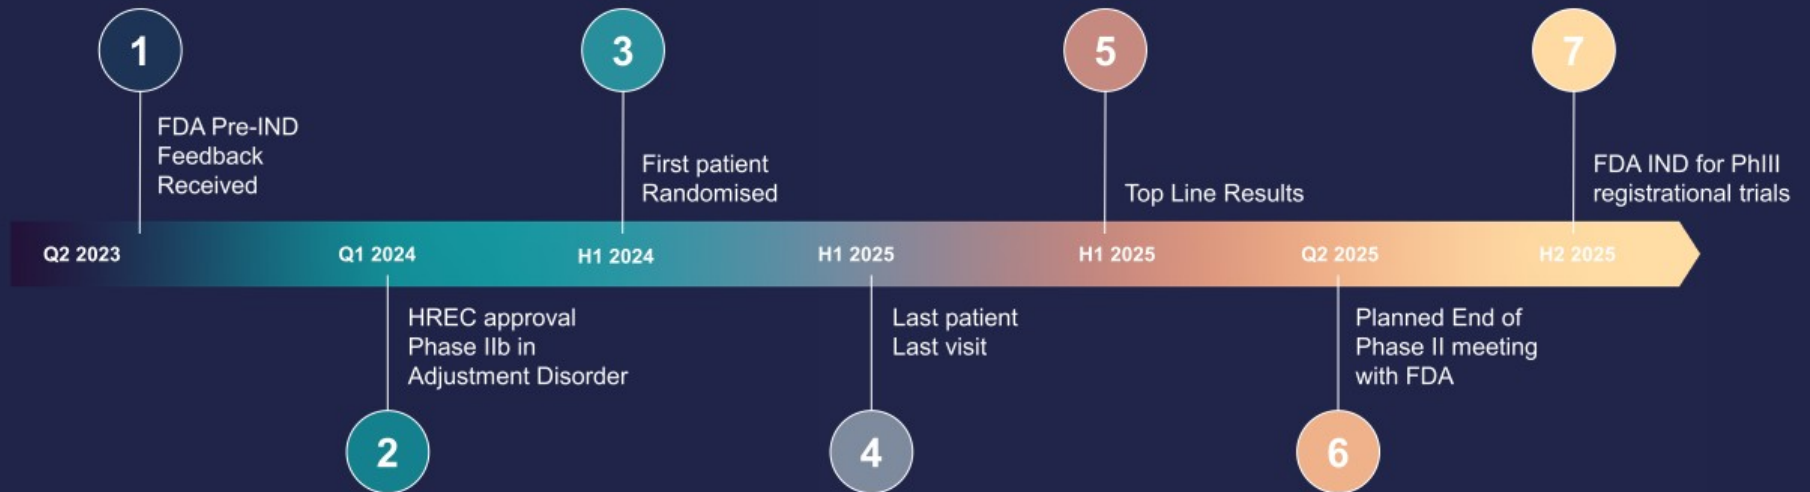 1
FDA Pre-IND
Feedback
Received
Q2 2023
2
HREC approval
Phase IIb in
Adjustment Disorder
Q1 2024
3
First patient
Randomised
H1 2024
4
Last patient
Last visit
H1 2025
5
Top Line Results
H1 2025
6
Planned End of
Phase II meeting
with FDA
Q2 2025
7
FDA IND for PhIII
registrational trials
H2 2025